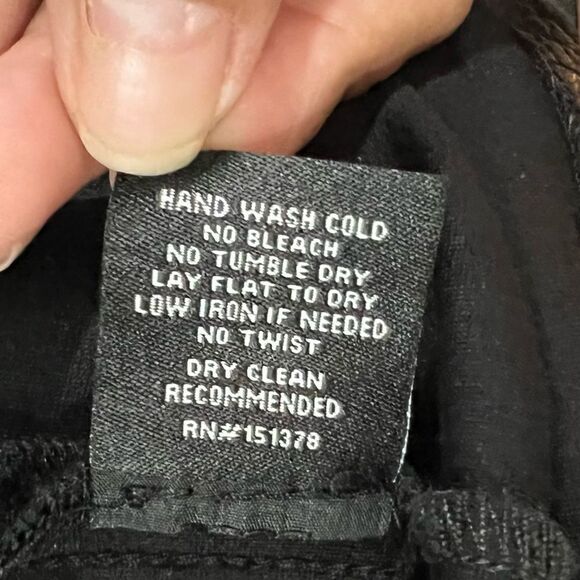 HAND WASH COLD
NO BLEACH
NO TUMBLE DRY
LAY FLAT TO DRY
LOW IRON IF NEEDED
NO TWIST
DRY CLEAN
RECOMMENDED
RN#151378